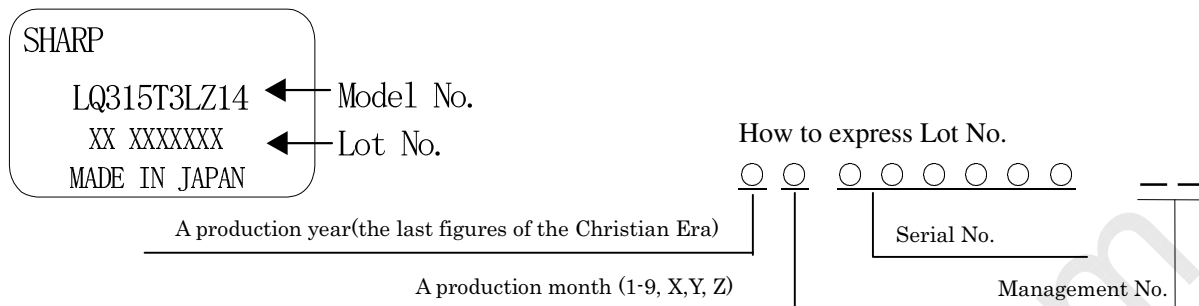 SHARP
LQ315T3LZ14
Model No.
XX XXXXXXX
Lot No.
MADE IN JAPAN
How to express Lot No.
○ ○ ○ ○ ○ ○ ○ ○ – –
A production year(the last figures of the Christian Era)
Serial No.
A production month (1-9, X,Y, Z)
Management No.